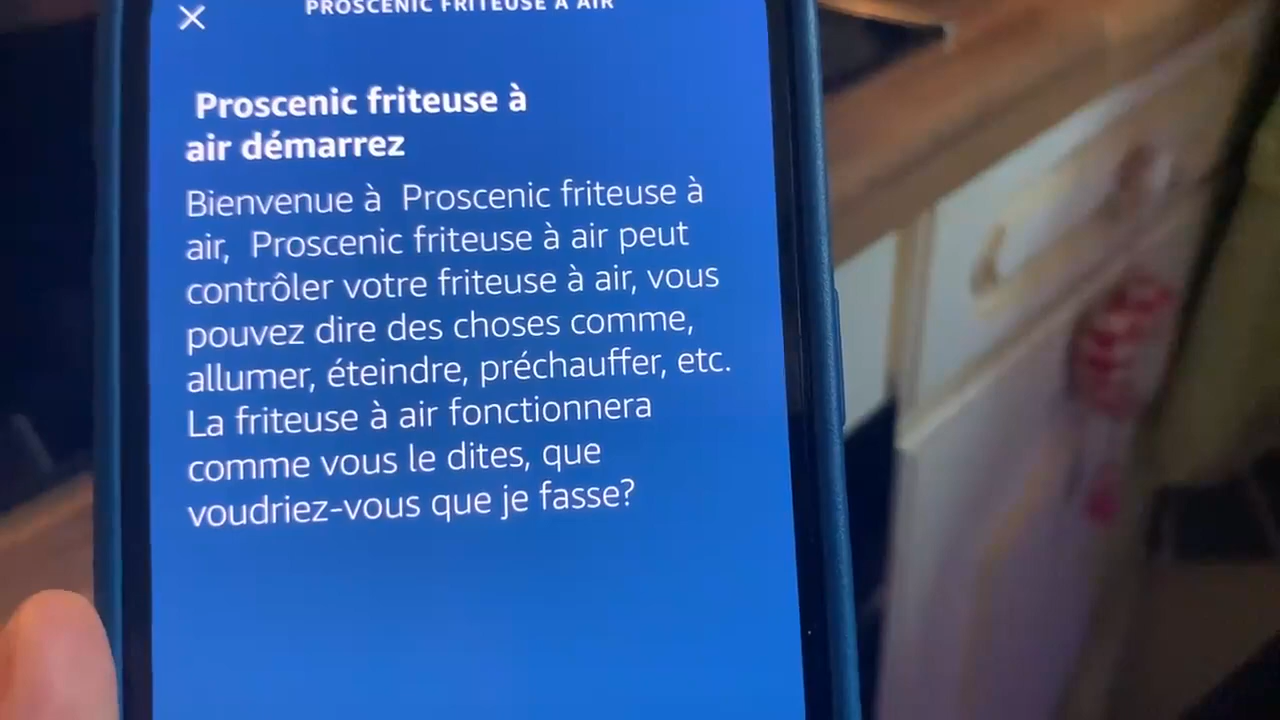 PROSCENIC FRITEUSE À AIR
Proscenic friteuse à
air démarrez
Bienvenue à Proscenic friteuse à
air, Proscenic friteuse à air peut
contrôler votre friteuse à air, vous
pouvez dire des choses comme,
allumer, éteindre, préchauffer, etc.
La friteuse à air fonctionnera
comme vous le dites, que
voudriez-vous que je fasse?